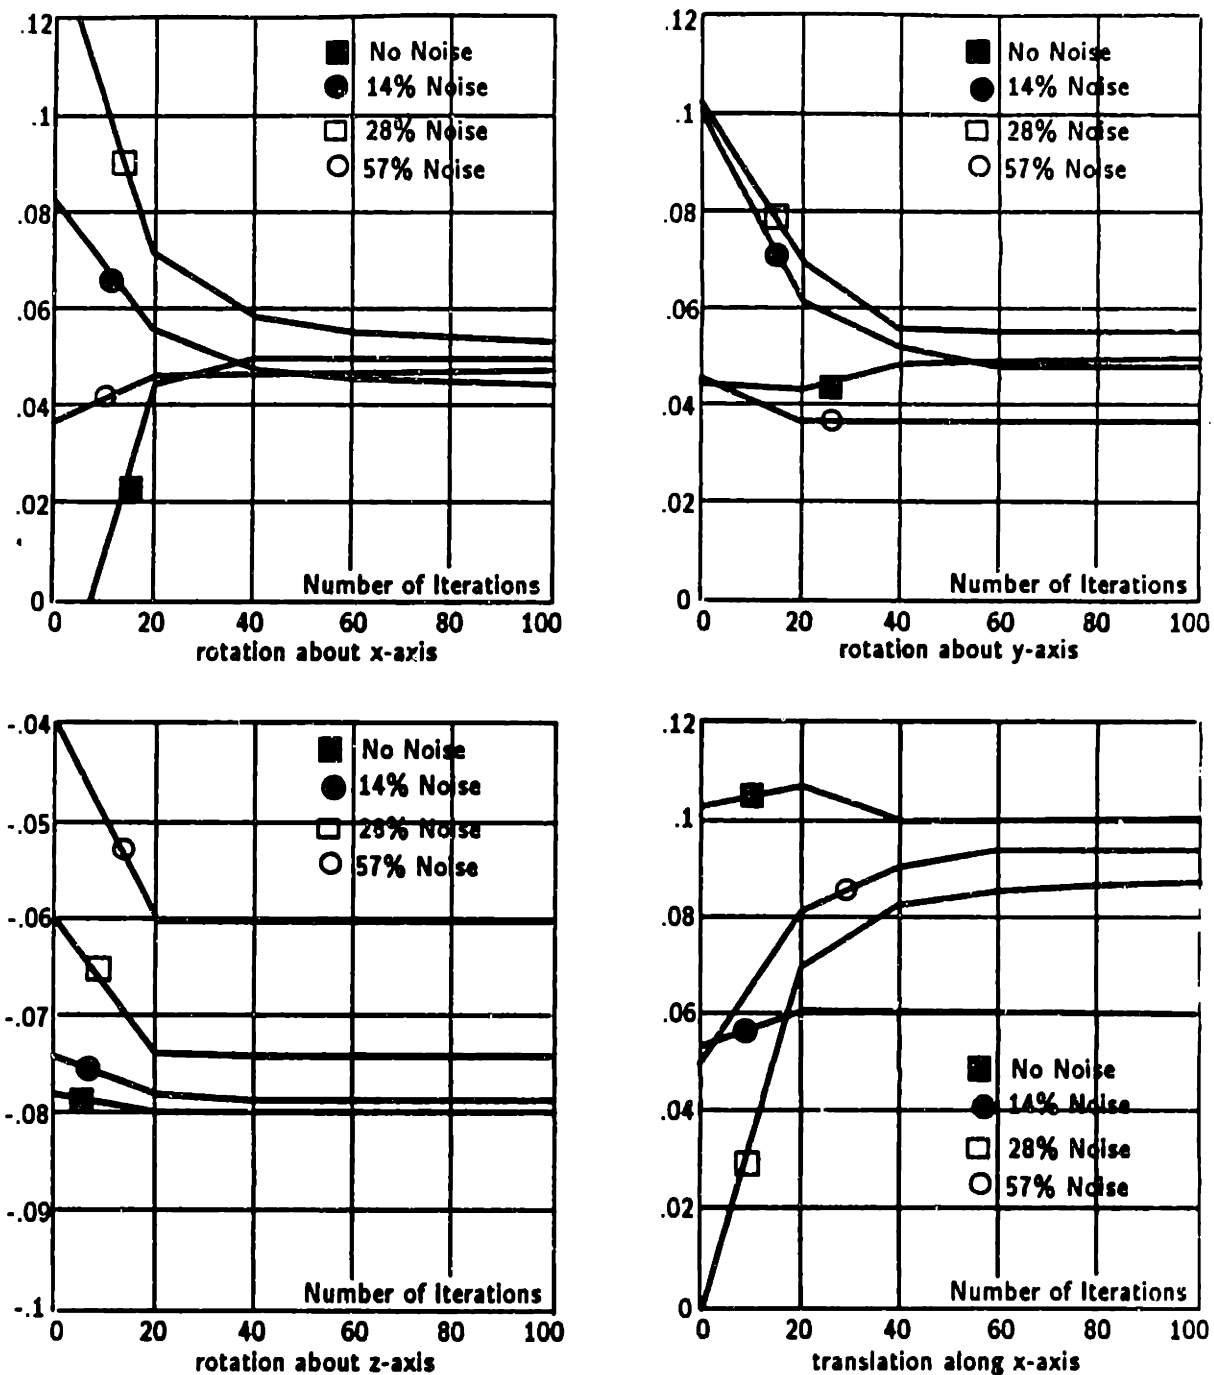 .12
.1
.08
.06
.04
.02
0
No Noise
14% Noise
28% Noise
57% Noise
Number of Iterations
0 20 40 60 80 100
rotation about x-axis
.12
.1
.08
.06
.04
.02
0
No Noise
14% Noise
28% Noise
57% Noise
Number of Iterations
0 20 40 60 80 100
rotation about y-axis
-.04
-.05
-.06
-.07
-.08
-.09
-.1
No Noise
14% Noise
28% Noise
57% Noise
Number of Iterations
0 20 40 60 80 100
rotation about z-axis
.12
.1
.08
.06
.04
.02
0
No Noise
14% Noise
28% Noise
57% Noise
Number of Iterations
0 20 40 60 80 100
translation along x-axis